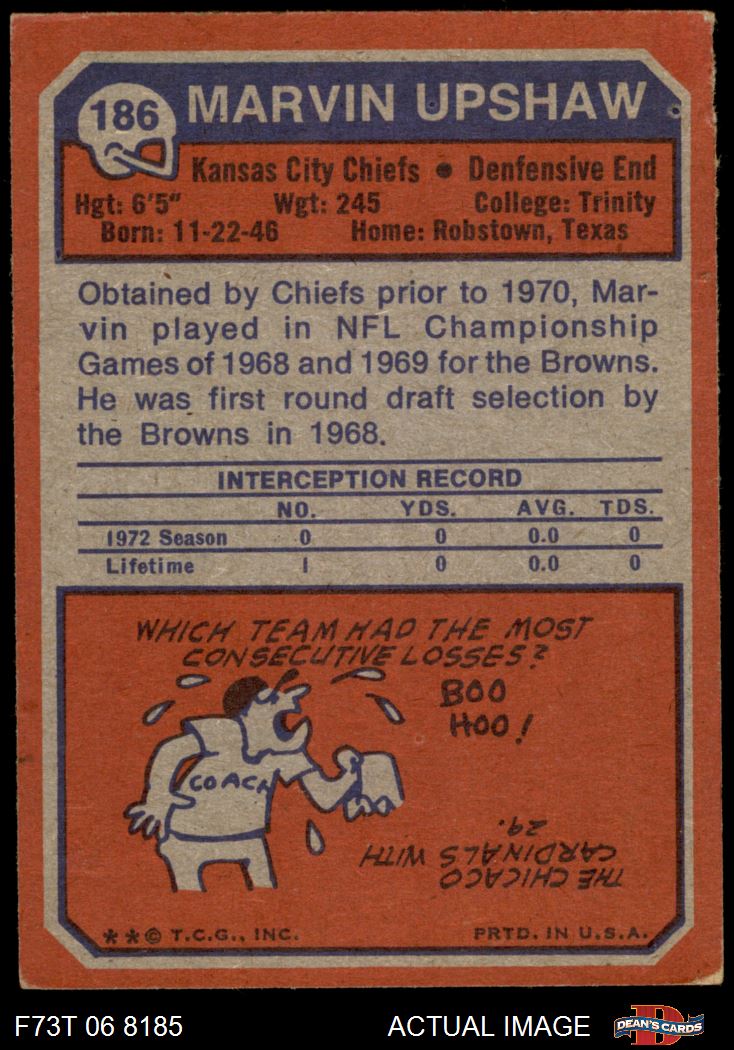 186
MARVIN UPSHAW
Kansas City Chiefs ● Denfensive End
Hgt: 6'5" Wgt: 245 College: Trinity
Born: 11-22-46 Home: Robstown, Texas
Obtained by Chiefs prior to 1970, Mar-
vin played in NFL Championship
Games of 1968 and 1969 for the Browns.
He was first round draft selection by
the Browns in 1968.
INTERCEPTION RECORD
NO. YDS. AVG. TDS.
1972 Season 0 0 0.0 0
Lifetime 1 0 0.0 0
WHICH TEAM HAD THE MOST
CONSECUTIVE LOSSES?
BOO
HOO!
COACH
THE CHICAGO
CARDINALS WITH
29.
**© T.C.G., INC. PRTD. IN U.S.A.
F73T 06 8185 ACTUAL IMAGE D DEAN'S CARDS